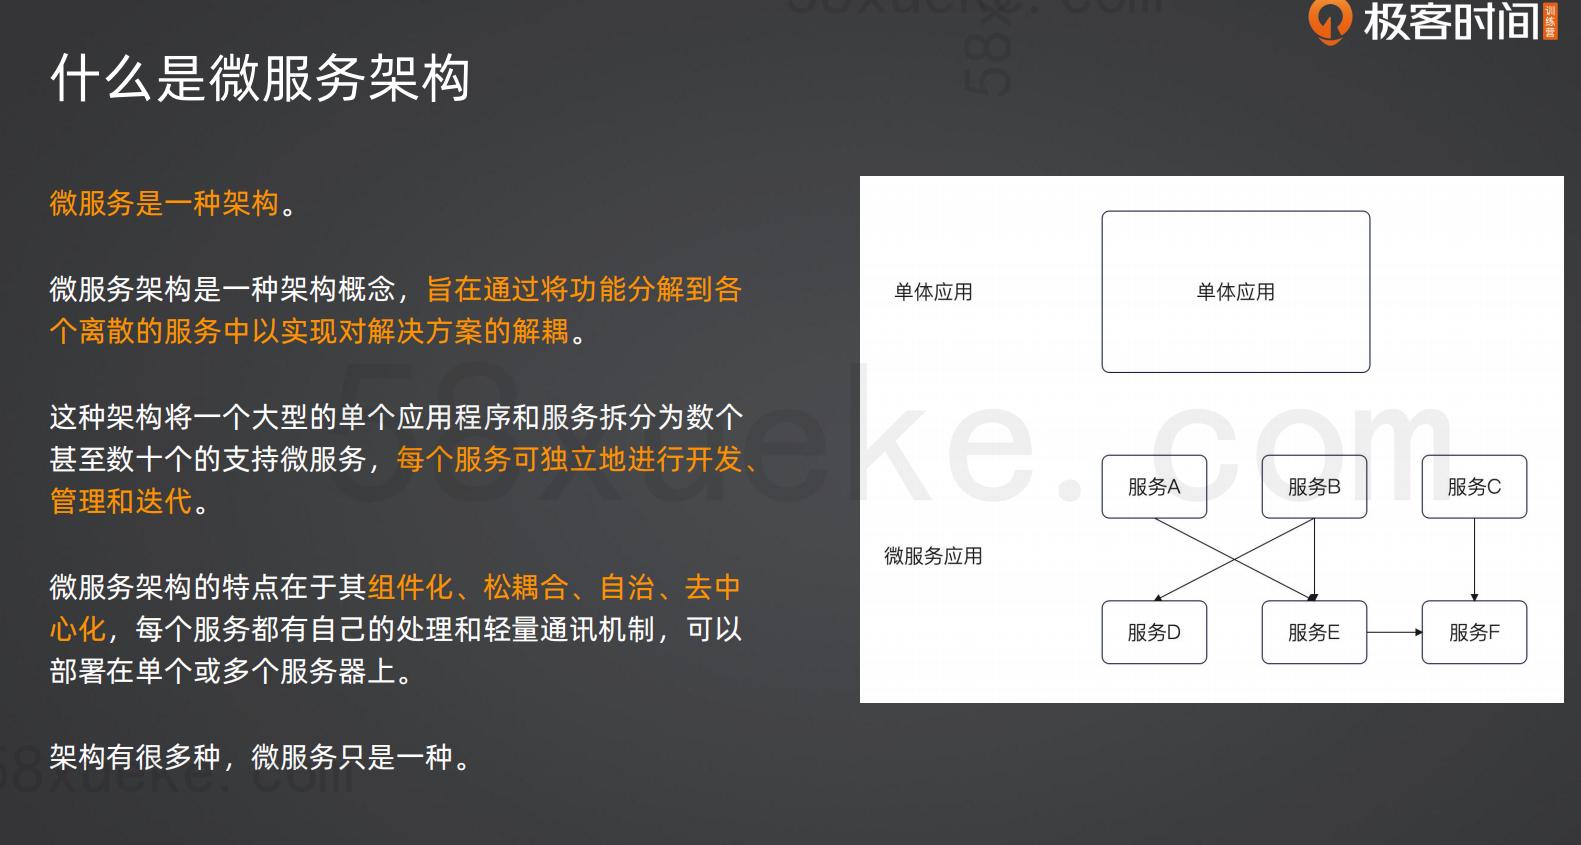 58xueke.com
58x
极客时间
训练营
什么是微服务架构
微服务是一种架构。
微服务架构是一种架构概念，旨在通过将功能分解到各
个离散的服务中以实现对解决方案的解耦。
这种架构将一个大型的单个应用程序和服务拆分为数个
甚至数十个的支持微服务，每个服务可独立地进行开发、
管理和迭代。
微服务架构的特点在于其组件化、松耦合、自治、去中
心化，每个服务都有自己的处理和轻量通讯机制，可以
部署在单个或多个服务器上。
架构有很多种，微服务只是一种。
单体应用
单体应用
服务A
服务B
服务C
微服务应用
服务D
服务E
服务F
58xueke.com
58xueke.com